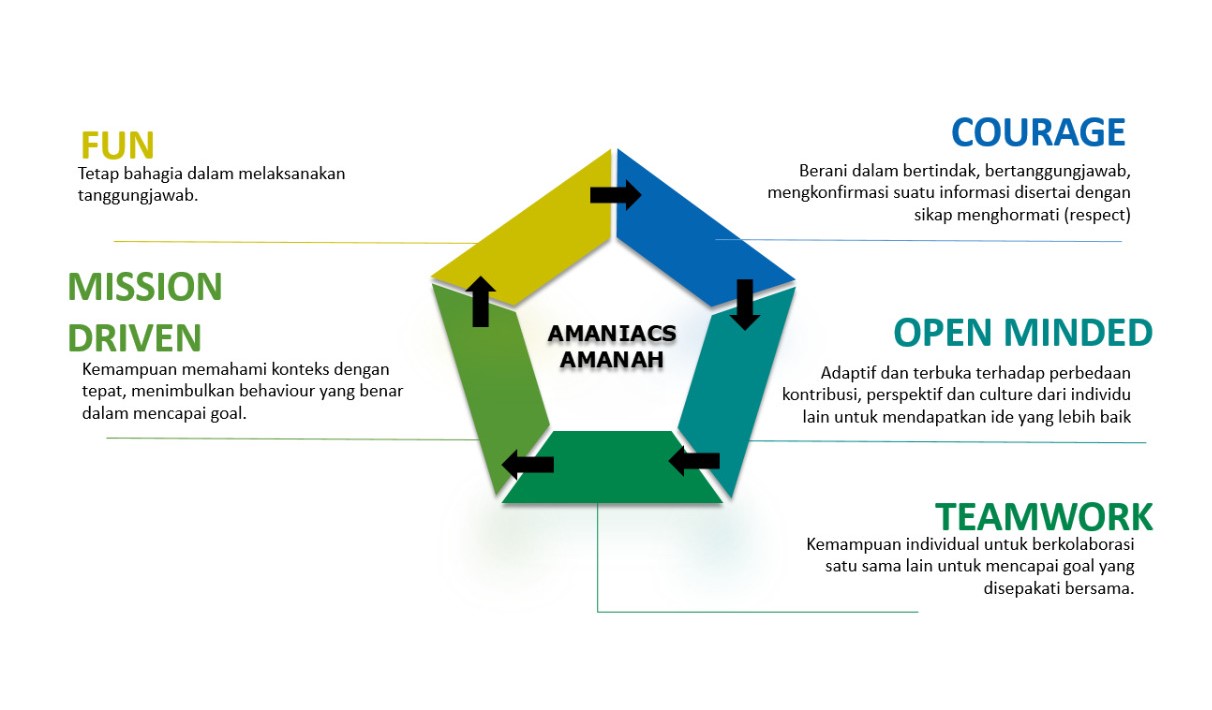 FUN
Tetap bahagia dalam melaksanakan
tanggungjawab.
COURAGE
Berani dalam bertindak, bertanggungjawab,
mengkonfirmasi suatu informasi disertai dengan
sikap menghormati (respect)
MISSION
DRIVEN
Kemampuan memahami konteks dengan
tepat, menimbulkan behaviour yang benar
dalam mencapai goal.
AMANIACS
AMANAH
OPEN MINDED
Adaptif dan terbuka terhadap perbedaan
kontribusi, perspektif dan culture dari individu
lain untuk mendapatkan ide yang lebih baik
TEAMWORK
Kemampuan individual untuk berkolaborasi
satu sama lain untuk mencapai goal yang
disepakati bersama.